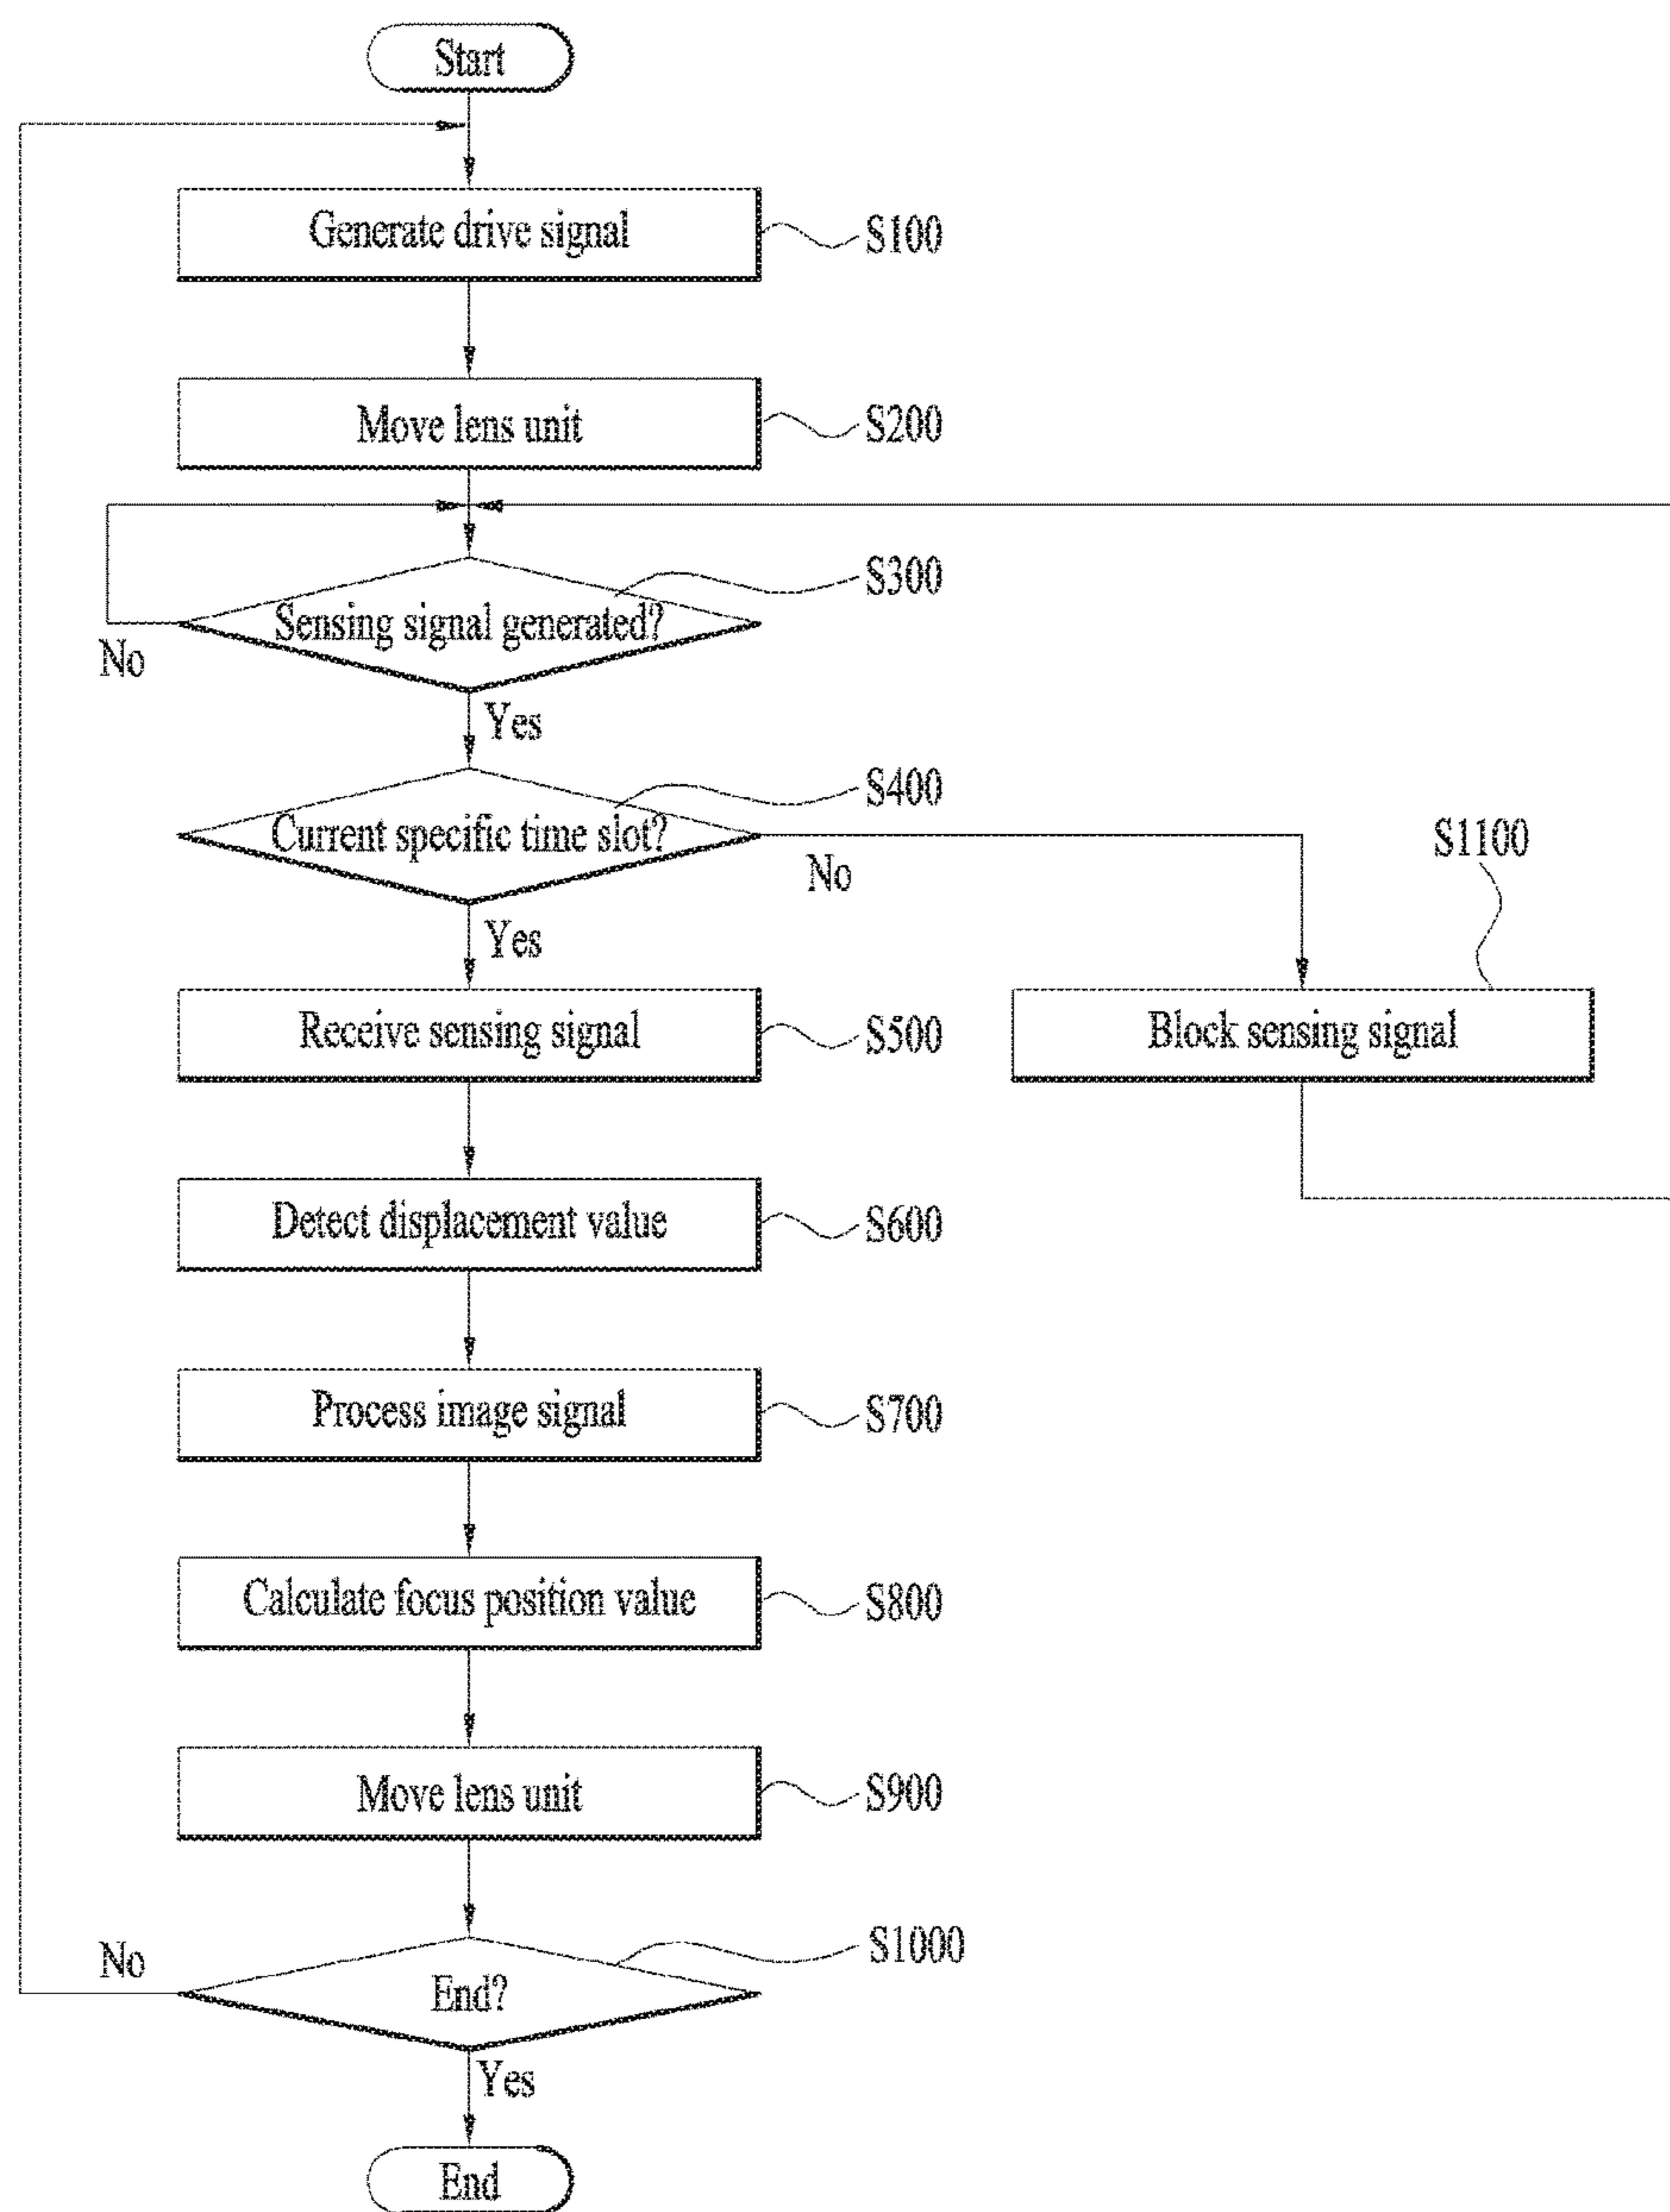 Start
Generate drive signal
S100
Move lens unit
S200
S300
Sensing signal generated?
No
Yes
S400
Current specific time slot?
No
S1100
Yes
Receive sensing signal
S500
Block sensing signal
Detect displacement value
S600
Process image signal
S700
Calculate focus position value
S800
Move lens unit
S900
No
S1000
End?
Yes
End